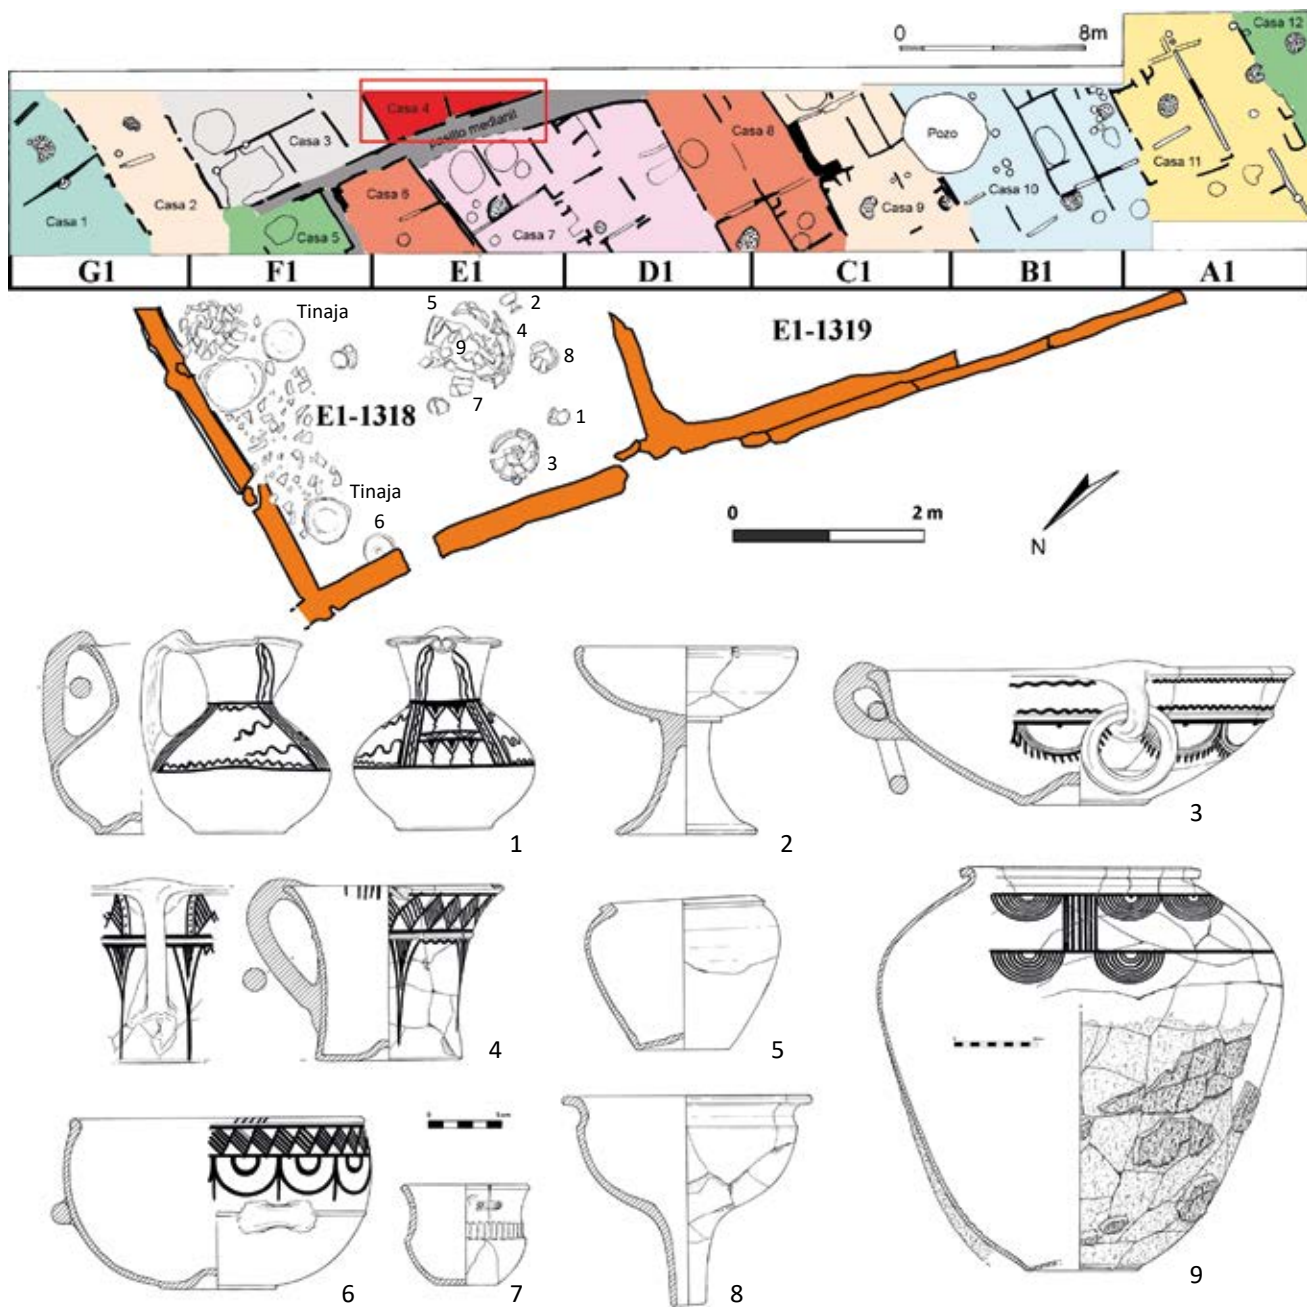 0 8m
Casa 12
Casa 4
Pasillo medianil
Casa 3
Casa 8
Pozo
Casa 11
Casa 1
Casa 2
Casa 5
Casa 6
Casa 7
Casa 9
Casa 10
G1 F1 E1 D1 C1 B1 A1
Tinaja
5 2
4
9 8
E1-1319
E1-1318
7
1
3
Tinaja
6
0 2 m
N
1 2 3
4 5
6 7 8 9